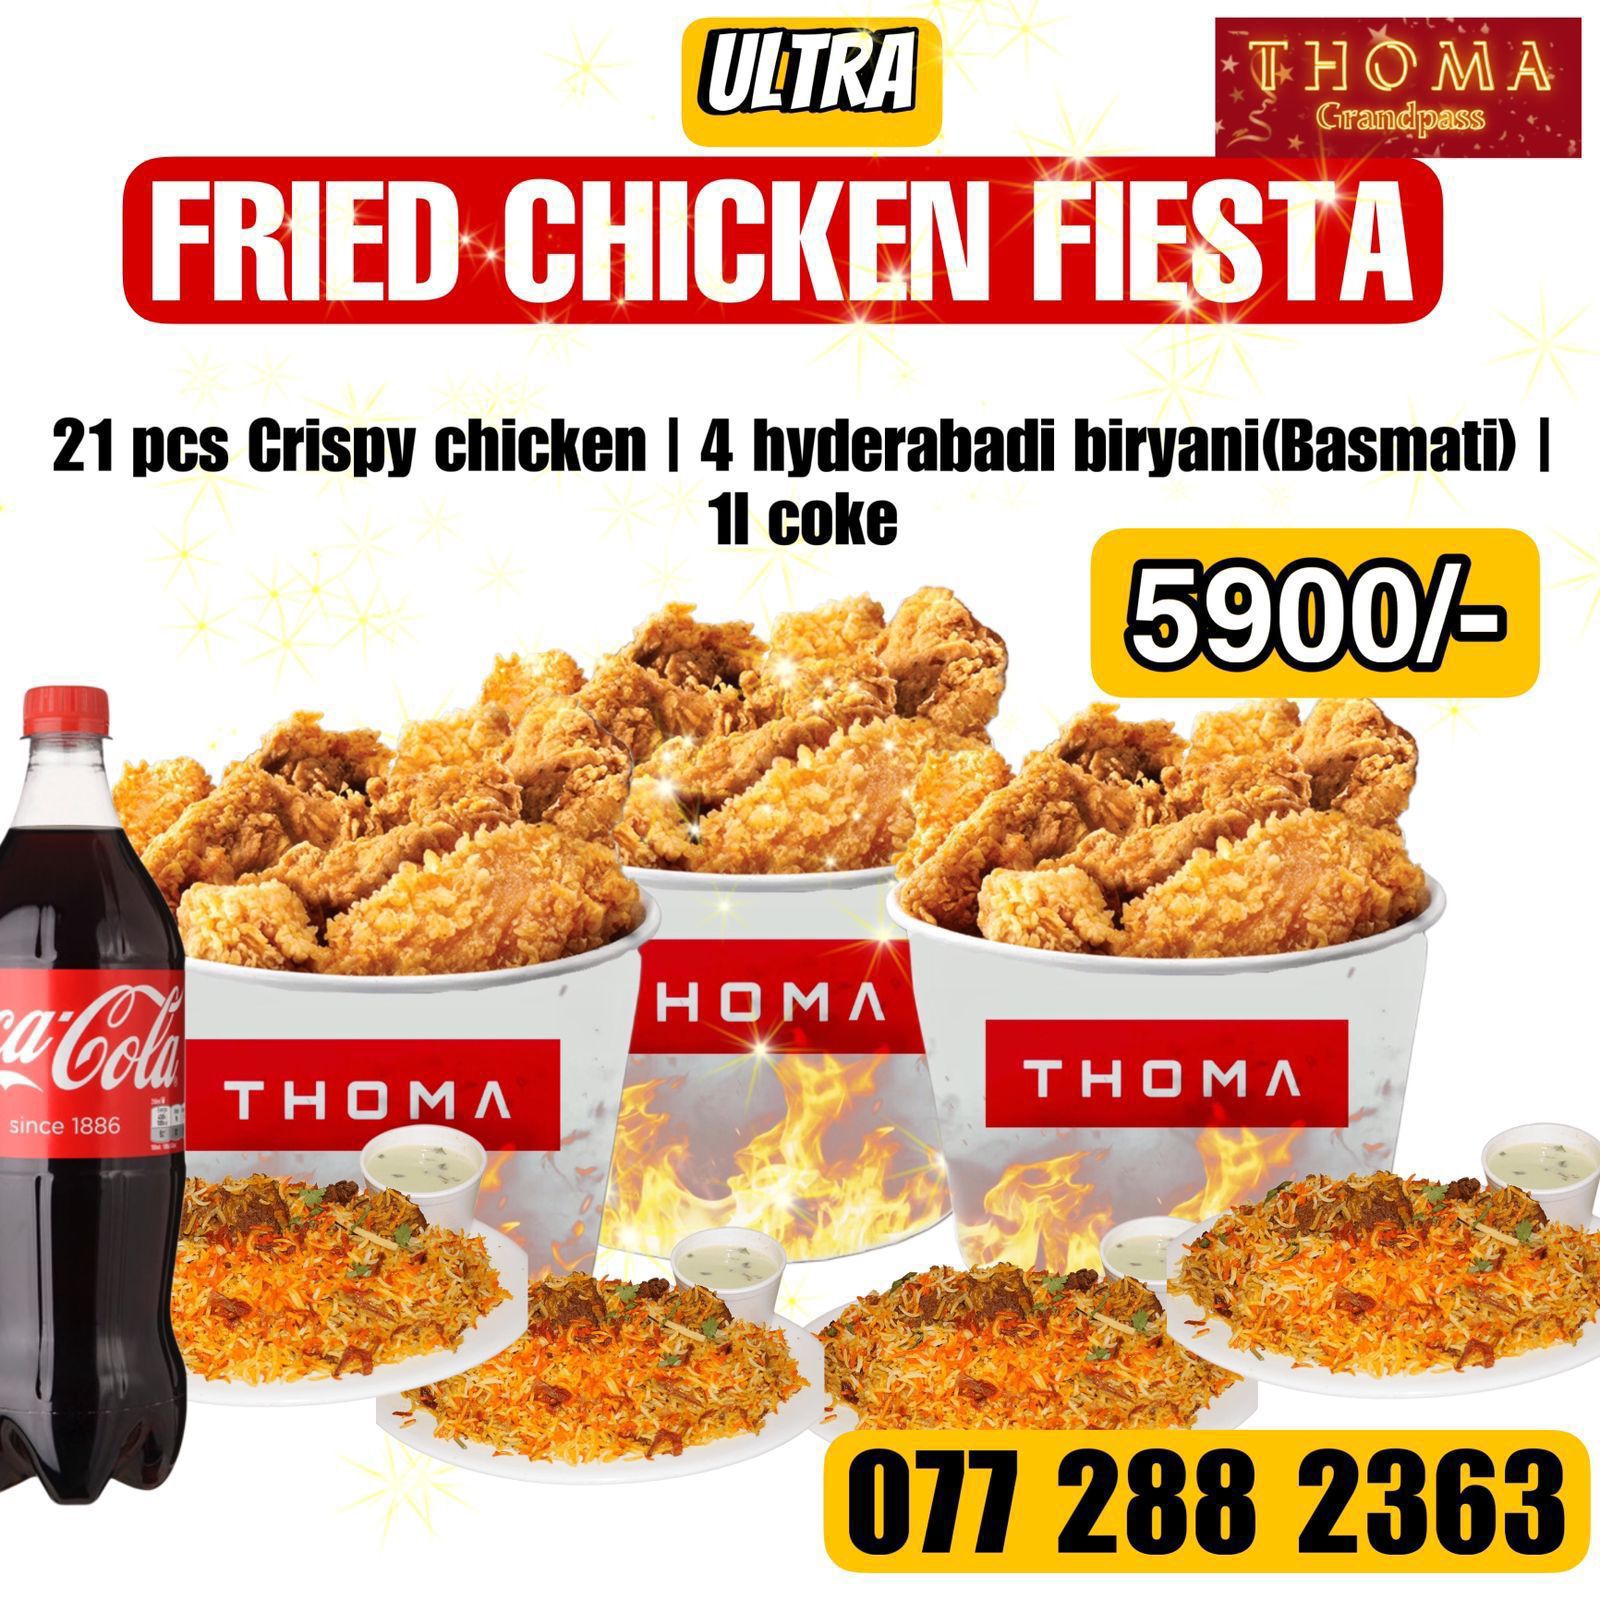 ULTRA
THOMA
Grandpass
FRIED CHICKEN FIESTA
21 pcs Crispy chicken | 4 hyderabadi biryani(Basmati) |
1l coke
5900/-
ca-Cola
since 1886
THOMA
HOMA
THOMA
077 288 2363